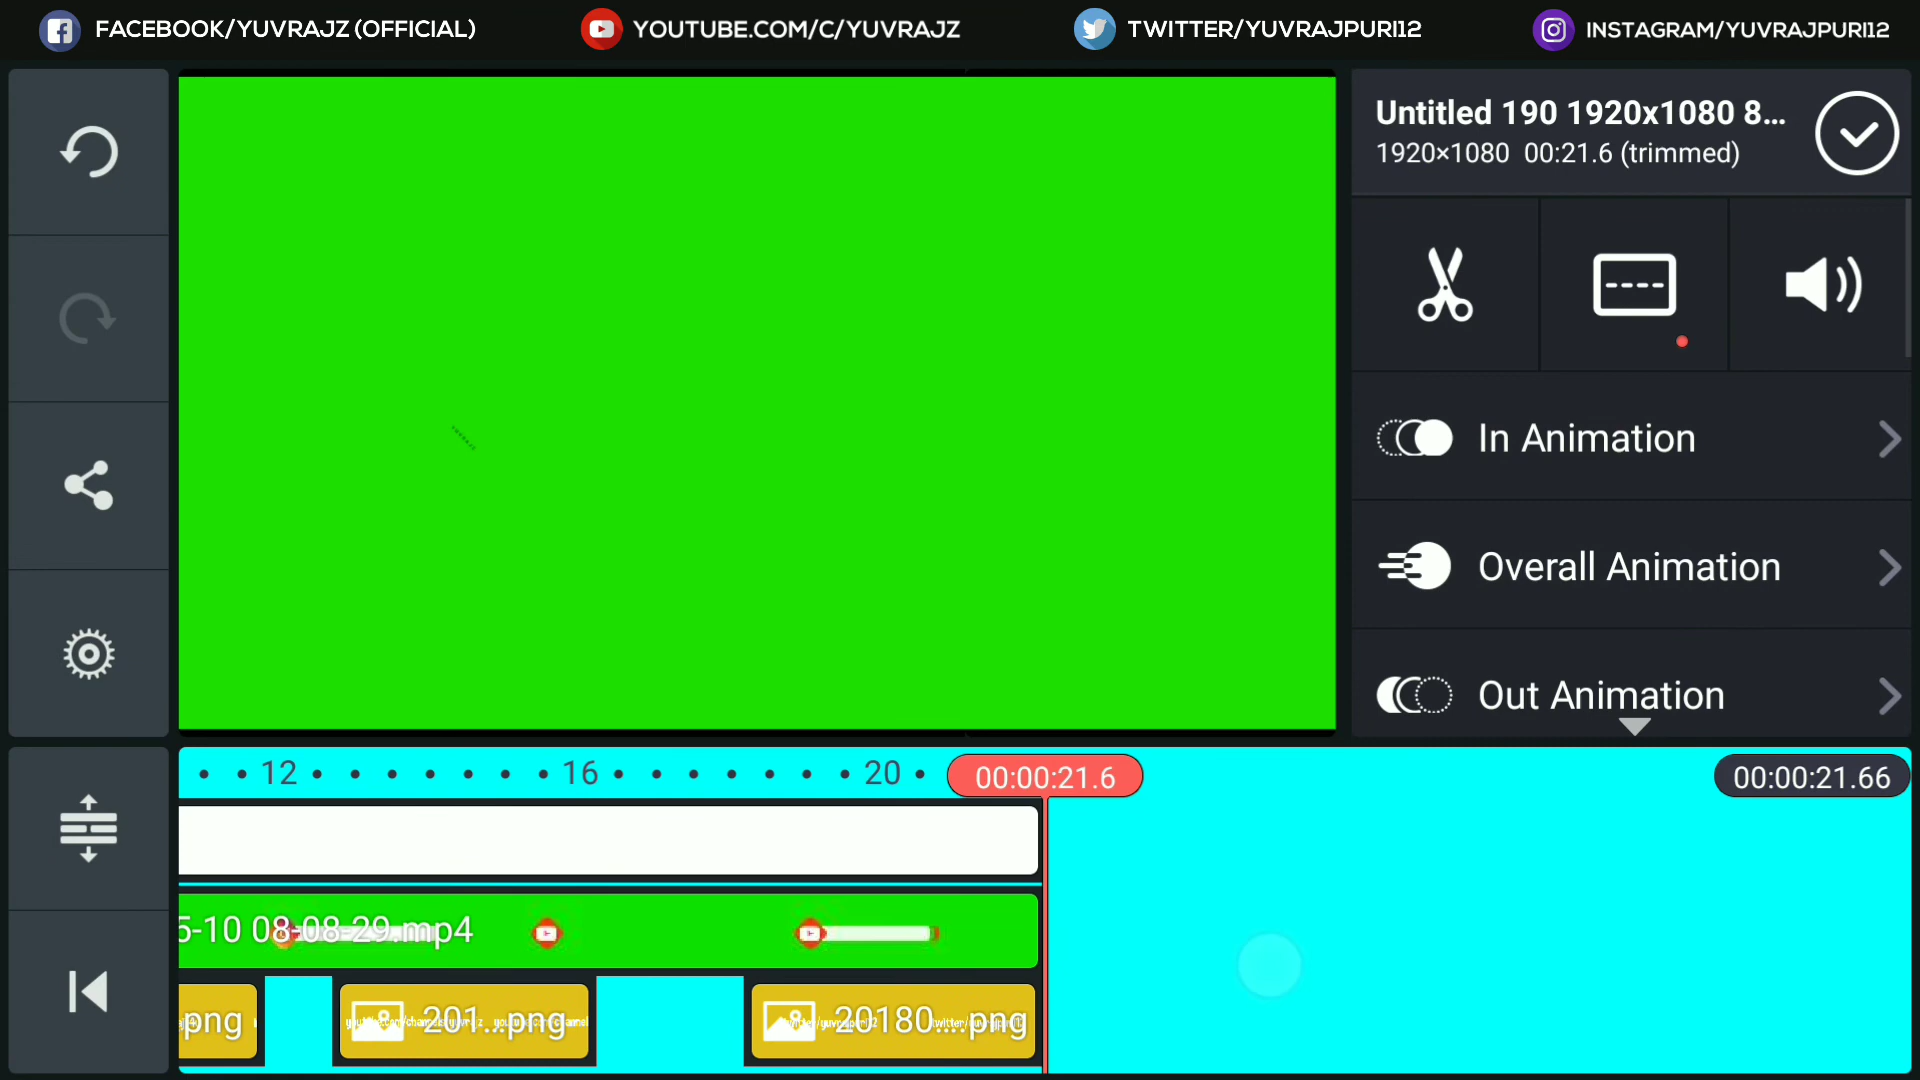 FACEBOOK/YUVRAJZ (OFFICIAL)
YOUTUBE.COM/C/YUVRAJZ
TWITTER/YUVRAJPURI12
INSTAGRAM/YUVRAJPURI12
Untitled 190 1920x1080 8...
1920×1080 00:21.6 (trimmed)
In Animation
Overall Animation
Out Animation
12
16
20
00:00:21.6
00:00:21.66
5-10 08-08-29.mp4
png
201...png
20180....png